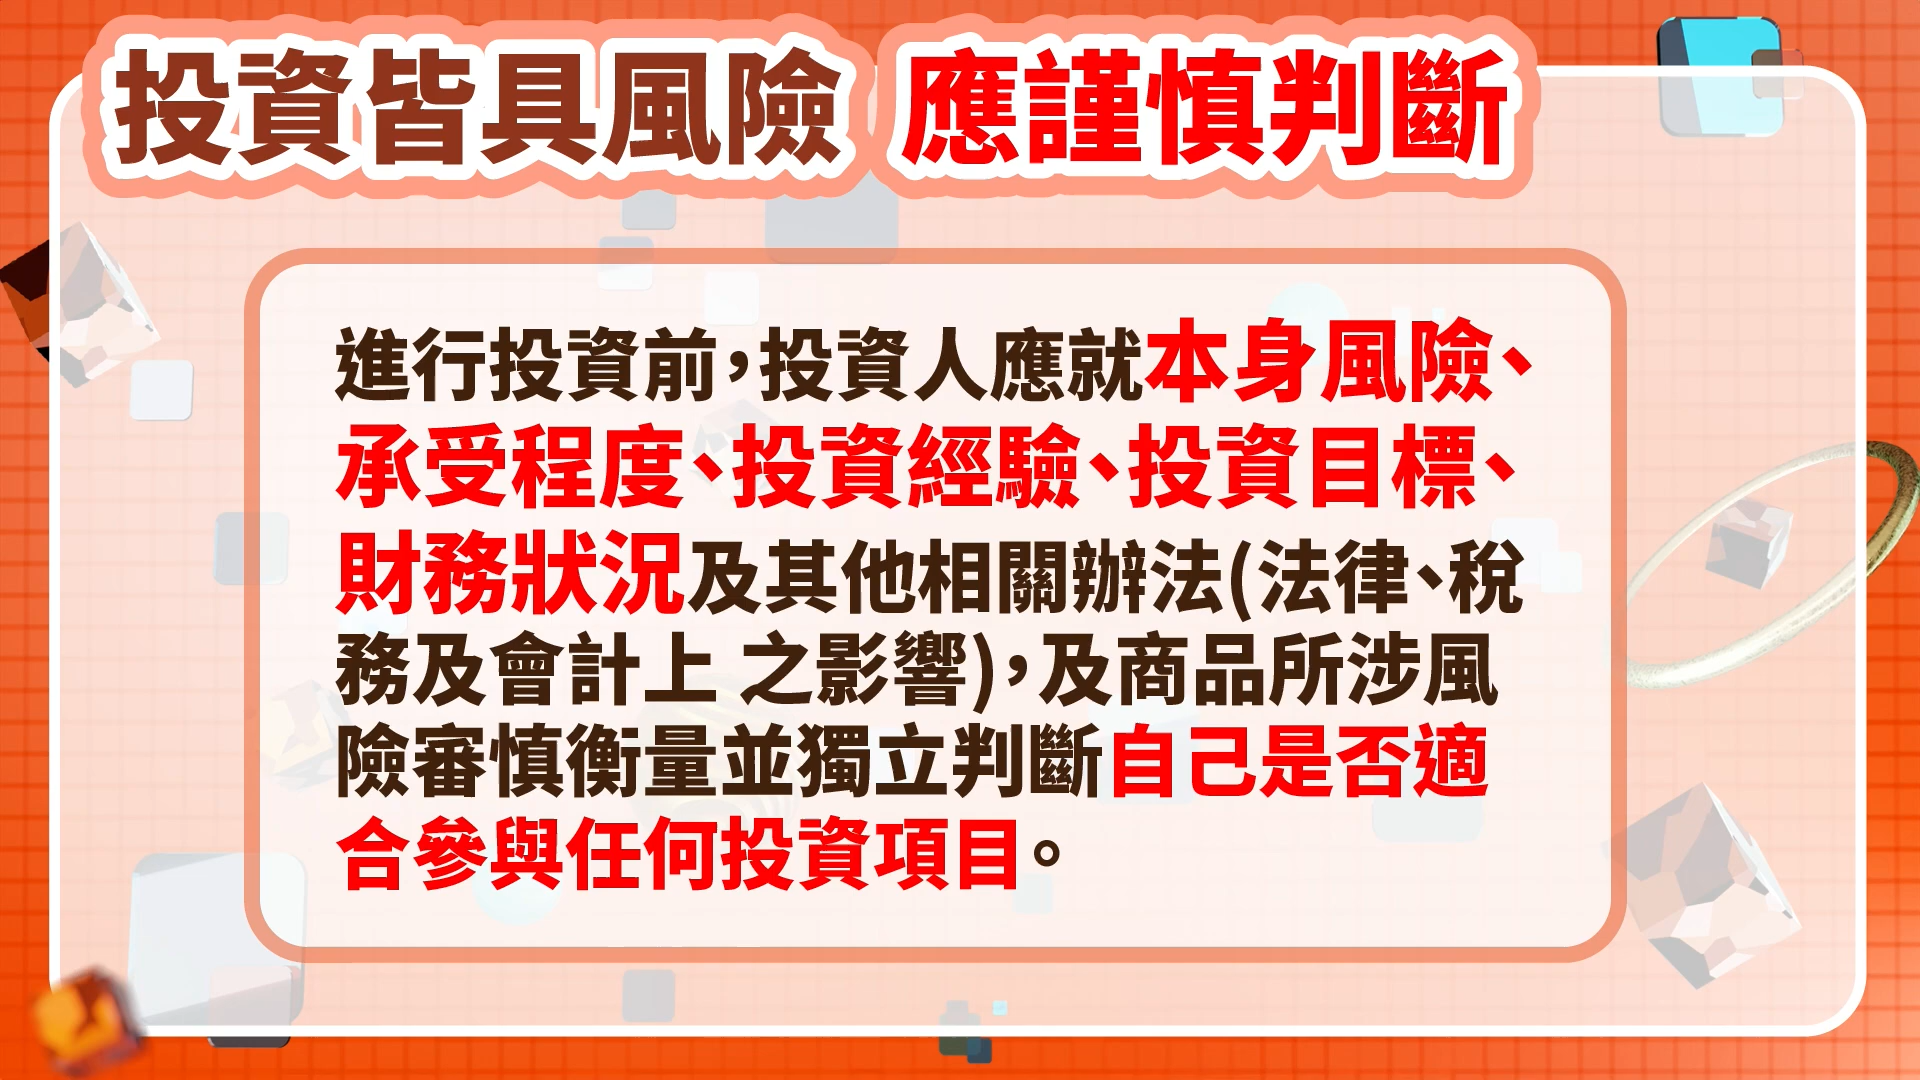 投資皆具風險 應謹慎判斷
進行投資前，投資人應就本身風險、
承受程度、投資經驗、投資目標、
財務狀況及其他相關辦法(法律、稅
務及會計上 之影響)，及商品所涉風
險審慎衡量並獨立判斷自己是否適
合參與任何投資項目。